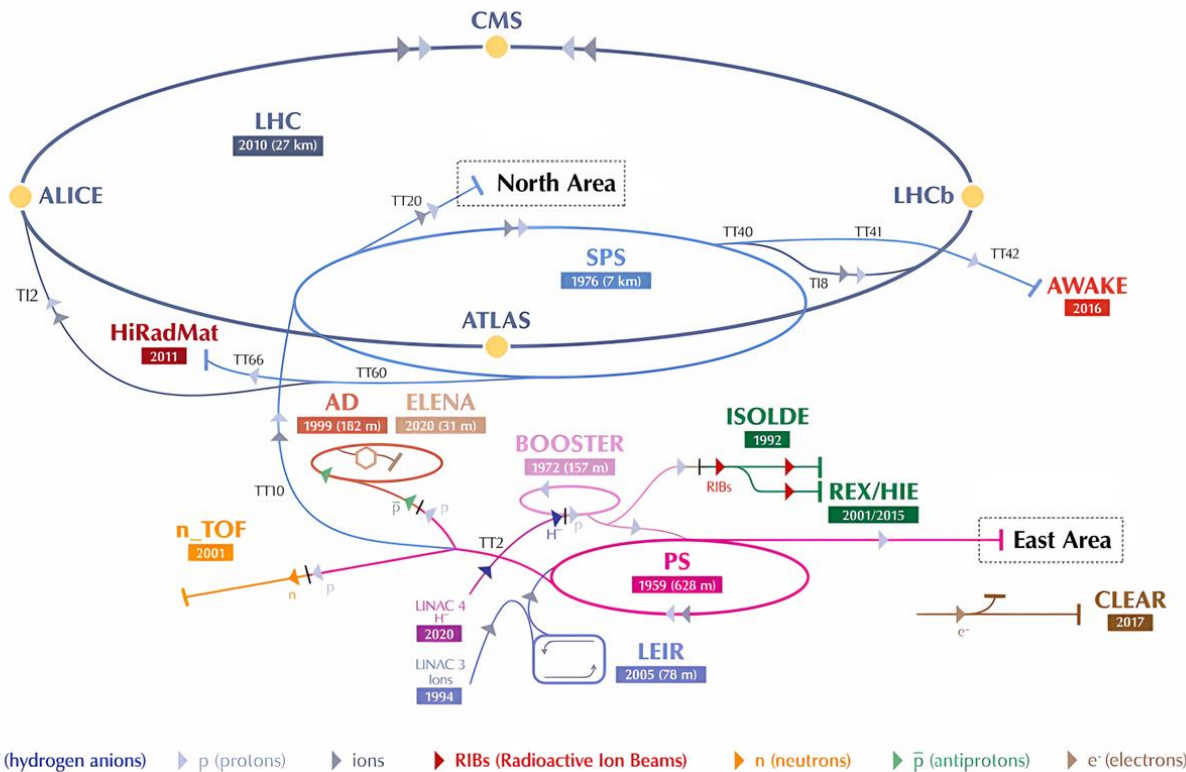 CMS
LHC
2010 (27 km)
North Area
ALICE
LHCb
TT20
TT40
TT41
TT42
SPS
1976 (7 km)
TI8
AWAKE
2016
TI2
ATLAS
HiRadMat
2011
TT66
TT60
AD
1999 (182 m)
ELENA
2020 (31 m)
ISOLDE
1992
BOOSTER
1972 (157 m)
RIBs
REX/HIE
2001/2015
TT10
p̅
p
H⁻
p
n_TOF
2001
TT2
East Area
n
p
PS
1959 (628 m)
LINAC 4
H⁻
2020
CLEAR
2017
e⁻
LEIR
2005 (78 m)
LINAC 3
Ions
1994
(hydrogen anions) p (protons) ions RIBs (Radioactive Ion Beams) n (neutrons) p̅ (antiprotons) e⁻ (electrons)